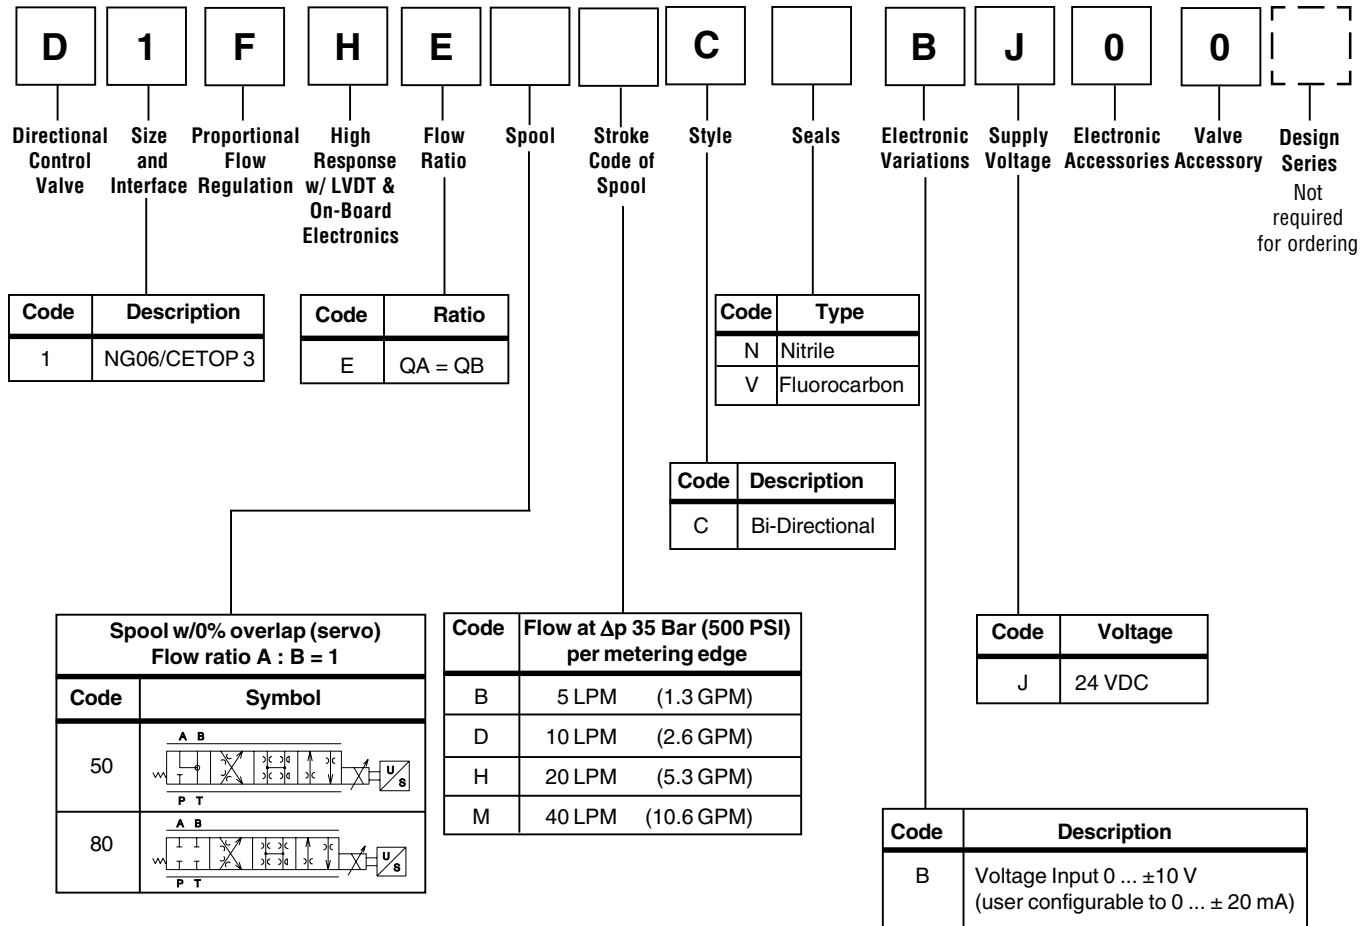 D 1 F H E C B J 0 0
Directional Control Valve
Size and Interface
Proportional Flow Regulation
High Response w/ LVDT & On-Board Electronics
Flow Ratio
Spool
Stroke Code of Spool
Style
Seals
Electronic Variations
Supply Voltage
Electronic Accessories
Valve Accessory
Design Series
Not required for ordering
Code Description
1 NG06/CETOP 3
Code Ratio
E QA = QB
Code Type
N Nitrile
V Fluorocarbon
Code Description
C Bi-Directional
Spool w/0% overlap (servo)
Flow ratio A : B = 1
Code Symbol
A B
50
U
S
P T
A B
80
U
S
P T
Code Flow at Δp 35 Bar (500 PSI)
per metering edge
B 5 LPM (1.3 GPM)
D 10 LPM (2.6 GPM)
H 20 LPM (5.3 GPM)
M 40 LPM (10.6 GPM)
Code Voltage
J 24 VDC
Code Description
B Voltage Input 0 ... ±10 V
(user configurable to 0 ... ± 20 mA)